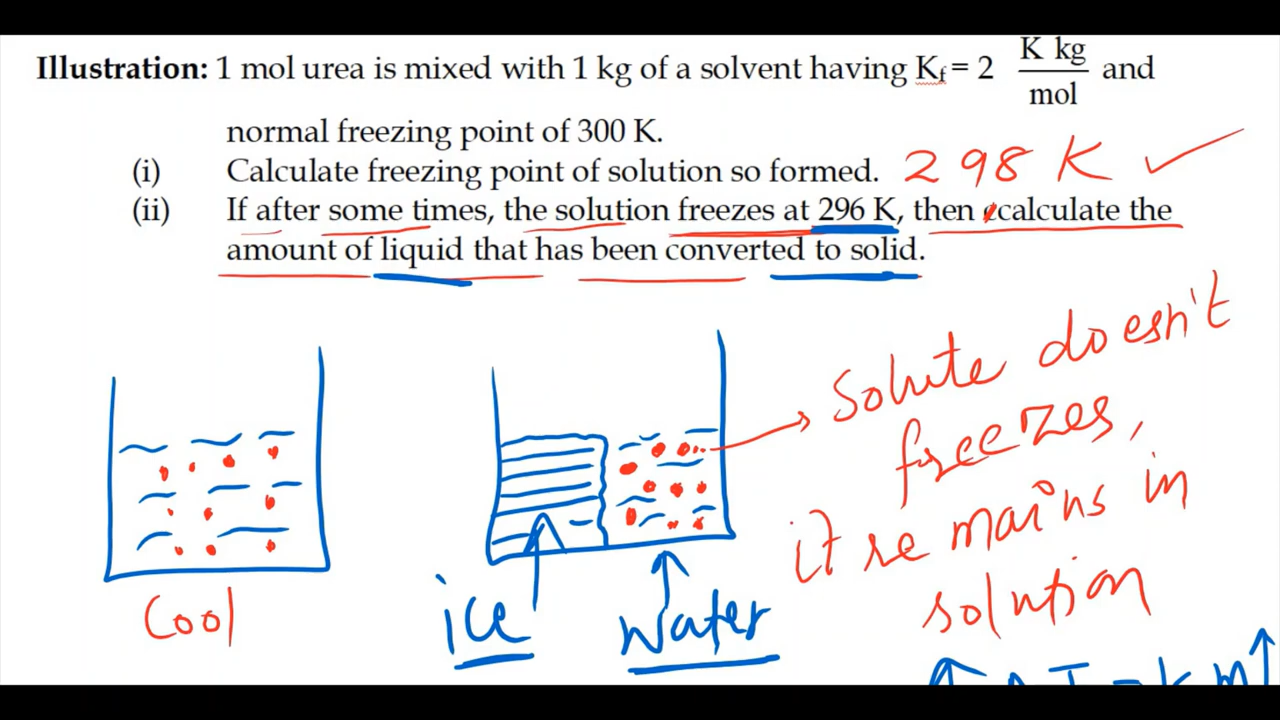 Illustration: 1 mol urea is mixed with 1 kg of a solvent having Kf = 2 K kg/mol and
normal freezing point of 300 K.
(i) Calculate freezing point of solution so formed. 298 K ✓
(ii) If after some times, the solution freezes at 296 K, then calculate the
amount of liquid that has been converted to solid.
Solute doesn't
freezes,
it remains in
solution
Cool
ice
water